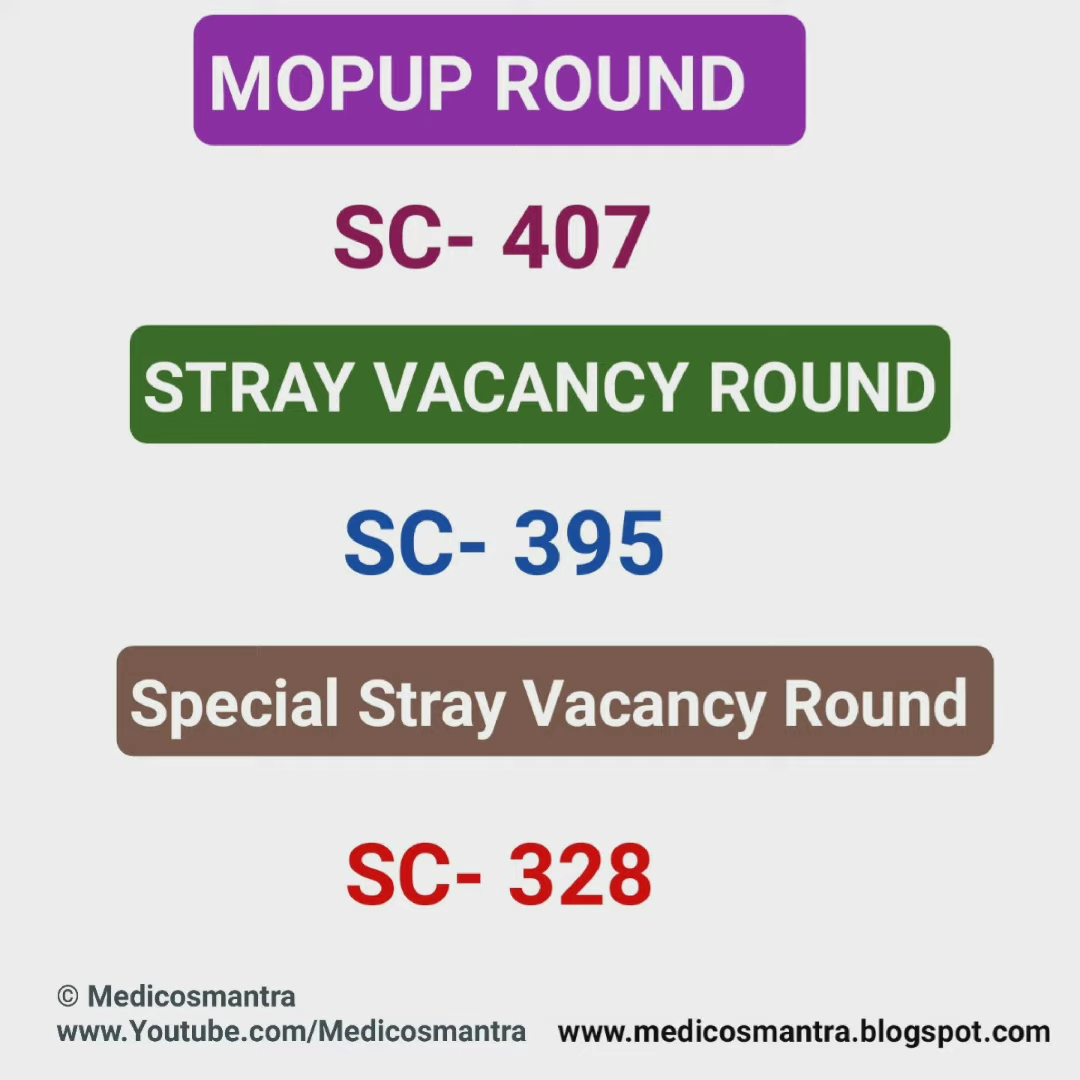 MOPUP ROUND
SC- 407
STRAY VACANCY ROUND
SC- 395
Special Stray Vacancy Round
SC- 328
© Medicosmantra
www.Youtube.com/Medicosmantra www.medicosmantra.blogspot.com